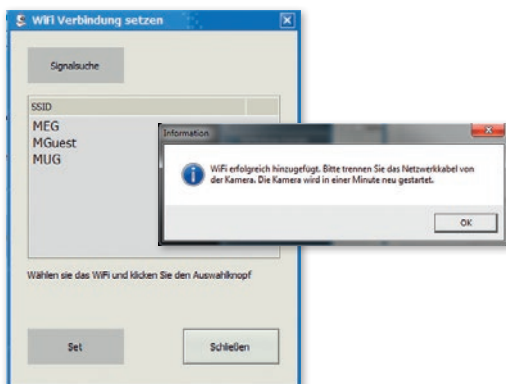 WiFi Verbindung setzen
Signalsuche
SSID
MEG
MGuest
MUG
Information
WiFi erfolgreich hinzugefügt. Bitte trennen Sie das Netzwerkkabel von
der Kamera. Die Kamera wird in einer Minute neu gestartet.
OK
Wählen sie das WiFi und klicken Sie den Auswahlknopf
Set
Schließen